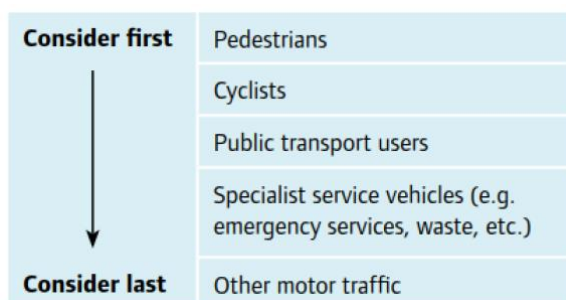 Consider first
Pedestrians
Cyclists
Public transport users
Specialist service vehicles (e.g.
emergency services, waste, etc.)
Consider last
Other motor traffic